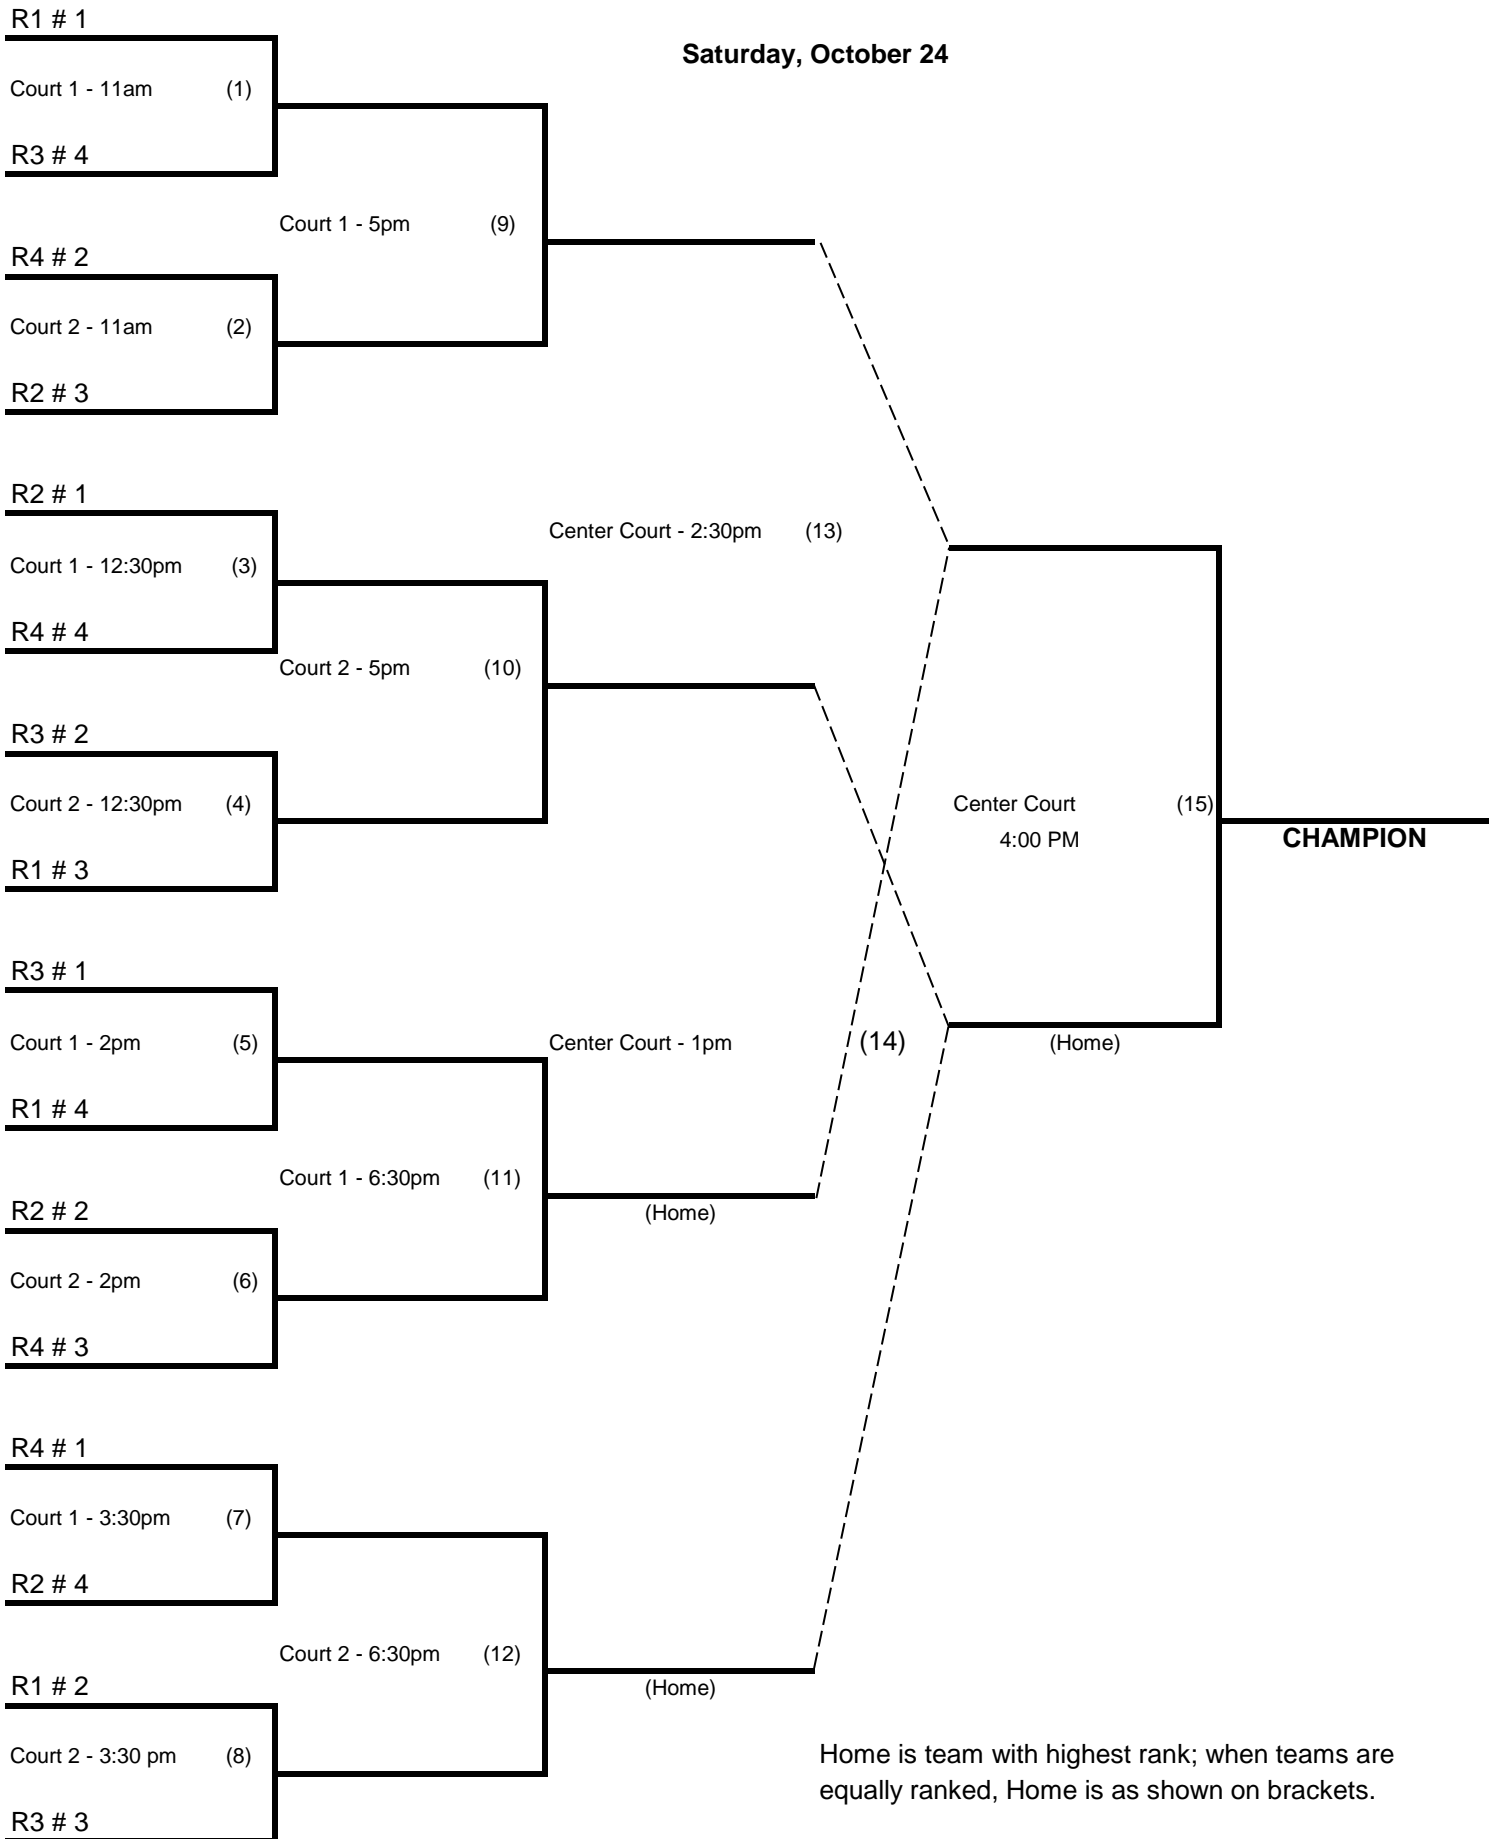 R1 # 1
Saturday, October 24
Court 1 - 11am (1)
R3 # 4
Court 1 - 5pm (9)
R4 # 2
Court 2 - 11am (2)
R2 # 3
R2 # 1
Center Court - 2:30pm (13)
Court 1 - 12:30pm (3)
R4 # 4
Court 2 - 5pm (10)
R3 # 2
Court 2 - 12:30pm (4)
Center Court (15)
4:00 PM
CHAMPION
R1 # 3
R3 # 1
Court 1 - 2pm (5)
Center Court - 1pm (14)
(Home)
R1 # 4
Court 1 - 6:30pm (11)
R2 # 2
(Home)
Court 2 - 2pm (6)
R4 # 3
R4 # 1
Court 1 - 3:30pm (7)
R2 # 4
Court 2 - 6:30pm (12)
R1 # 2
(Home)
Court 2 - 3:30 pm (8)
Home is team with highest rank; when teams are
equally ranked, Home is as shown on brackets.
R3 # 3